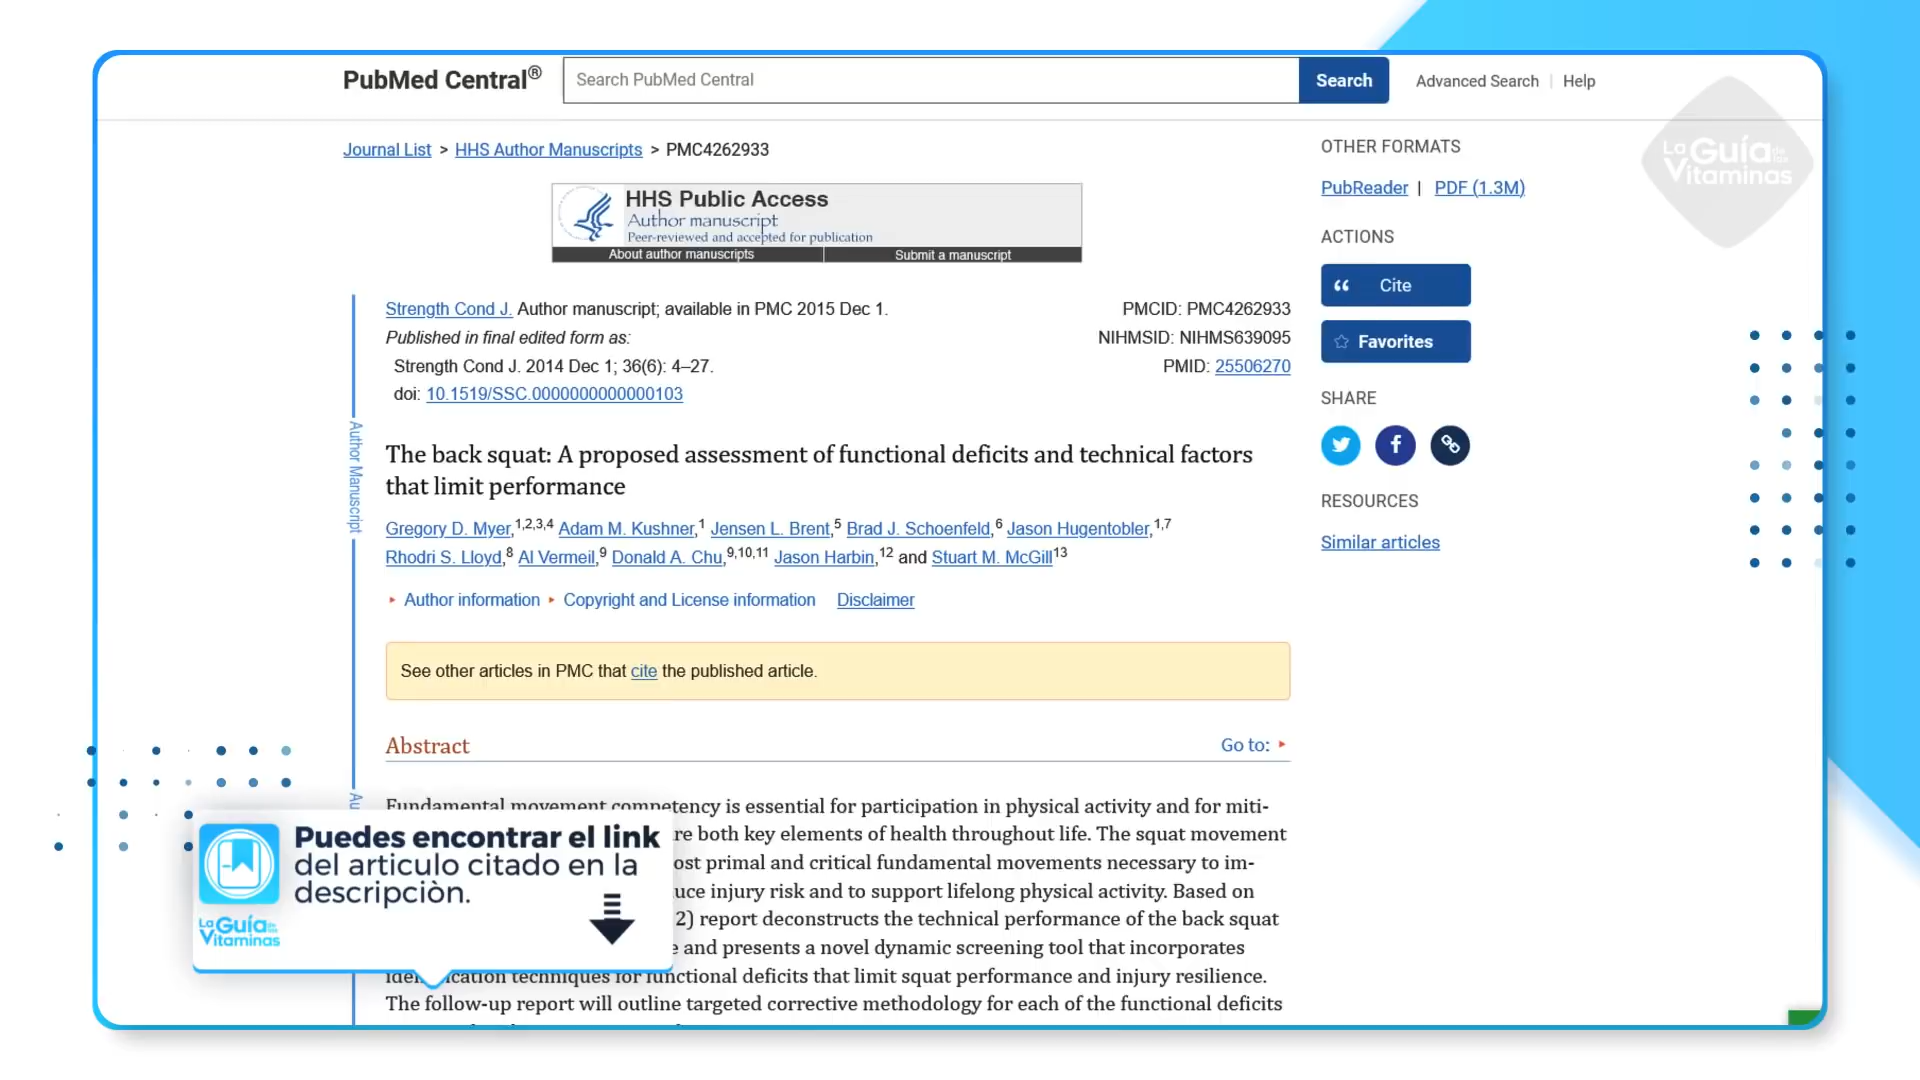 PubMed Central®
Search PubMed Central
Search
Advanced Search | Help
Journal List > HHS Author Manuscripts > PMC4262933
HHS Public Access
Author manuscript
Peer-reviewed and accepted for publication
About author manuscripts
Submit a manuscript
Strength Cond J. Author manuscript; available in PMC 2015 Dec 1.
Published in final edited form as:
Strength Cond J. 2014 Dec 1; 36(6): 4–27.
doi: 10.1519/SSC.0000000000000103
PMCID: PMC4262933
NIHMSID: NIHMS639095
PMID: 25506270
The back squat: A proposed assessment of functional deficits and technical factors
that limit performance
Gregory D. Myer,1,2,3,4 Adam M. Kushner,1 Jensen L. Brent,5 Brad J. Schoenfeld,6 Jason Hugentobler,1,7
Rhodri S. Lloyd,8 Al Vermeil,9 Donald A. Chu,9,10,11 Jason Harbin,12 and Stuart M. McGill13
Author information Copyright and License information Disclaimer
See other articles in PMC that cite the published article.
Abstract
Go to:
Fundamental movement competency is essential for participation in physical activity and for miti-
re both key elements of health throughout life. The squat movement
ost primal and critical fundamental movements necessary to im-
uce injury risk and to support lifelong physical activity. Based on
2) report deconstructs the technical performance of the back squat
e and presents a novel dynamic screening tool that incorporates
techniques for functional deficits that limit squat performance and injury resilience.
The follow-up report will outline targeted corrective methodology for each of the functional deficits
Author Manuscript
Au
OTHER FORMATS
PubReader | PDF (1.3M)
ACTIONS
Cite
Favorites
SHARE
RESOURCES
Similar articles
La Guía de las
Vitaminas
Puedes encontrar el link
del articulo citado en la
descripciòn.
La Guía de las
Vitaminas